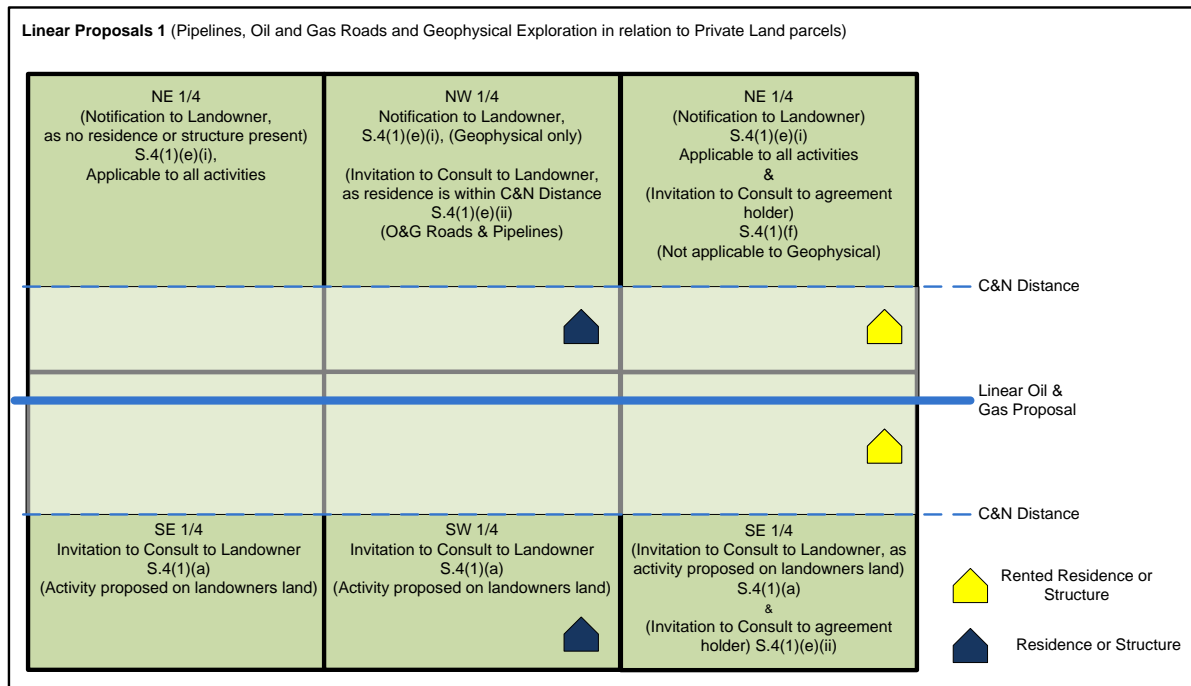 Linear Proposals 1 (Pipelines, Oil and Gas Roads and Geophysical Exploration in relation to Private Land parcels)
NE 1/4
(Notification to Landowner,
as no residence or structure present)
S.4(1)(e)(i),
Applicable to all activities
NW 1/4
Notification to Landowner,
S.4(1)(e)(i), (Geophysical only)
(Invitation to Consult to Landowner,
as residence is within C&N Distance
S.4(1)(e)(ii)
(O&G Roads & Pipelines)
NE 1/4
(Notification to Landowner)
S.4(1)(e)(i)
Applicable to all activities
&
(Invitation to Consult to agreement
holder)
S.4(1)(f)
(Not applicable to Geophysical)
C&N Distance
Linear Oil &
Gas Proposal
C&N Distance
SE 1/4
Invitation to Consult to Landowner
S.4(1)(a)
(Activity proposed on landowners land)
SW 1/4
Invitation to Consult to Landowner
S.4(1)(a)
(Activity proposed on landowners land)
SE 1/4
(Invitation to Consult to Landowner, as
activity proposed on landowners land)
S.4(1)(a)
&
(Invitation to Consult to agreement
holder) S.4(1)(e)(ii)
Rented Residence or
Structure
Residence or Structure